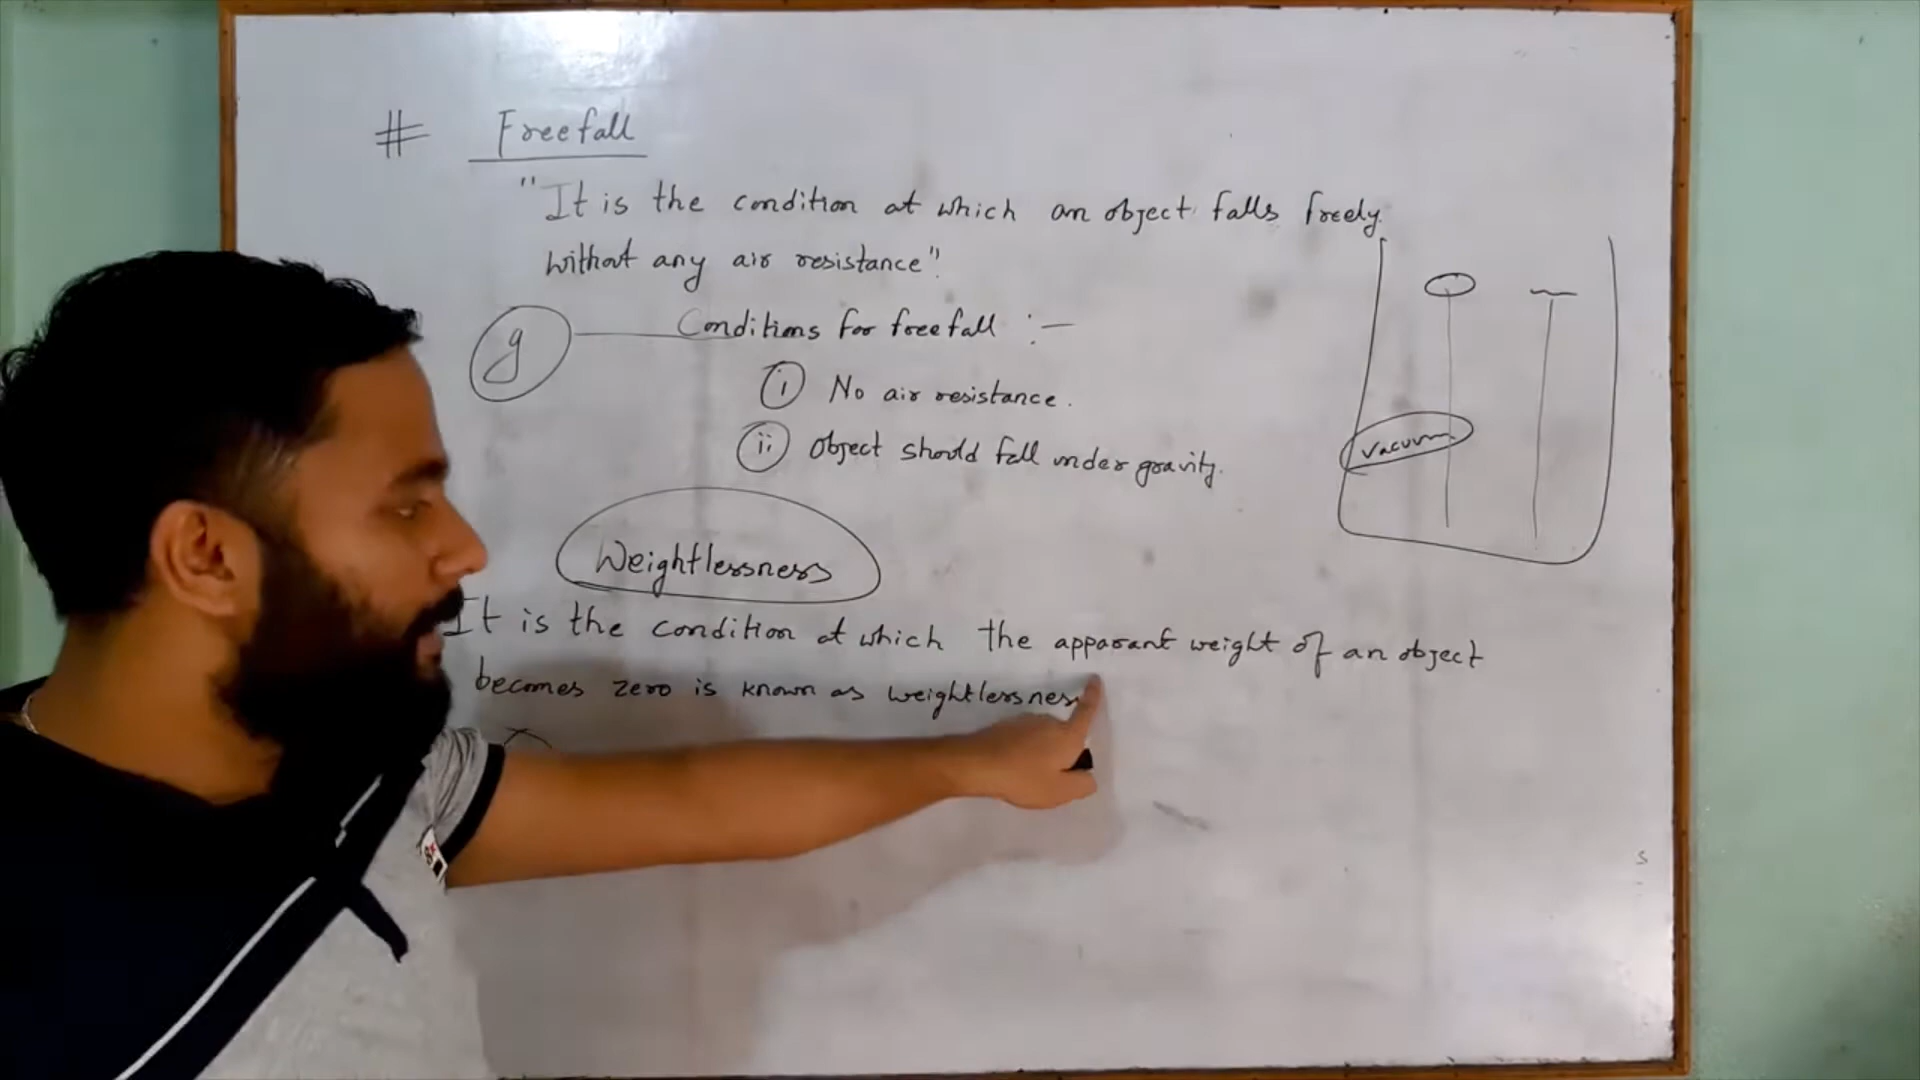 # Freefall
"It is the condition at which an object falls freely.
without any air resistance".
g Conditions for freefall :-
i No air resistance.
ii Object should fall under gravity.
vacuum
Weightlessness
It is the condition at which the apparant weight of an object
becomes zero is known as weightlessness
s